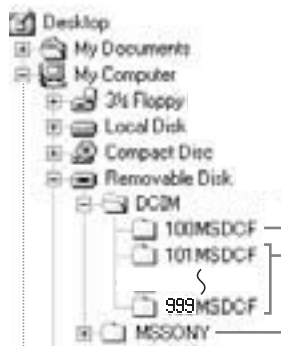 Desktop
My Documents
My Computer
3½ Floppy
Local Disk
Compact Disc
Removable Disk
DCIM
100MSDCF
101MSDCF
999MSDCF
MSSONY